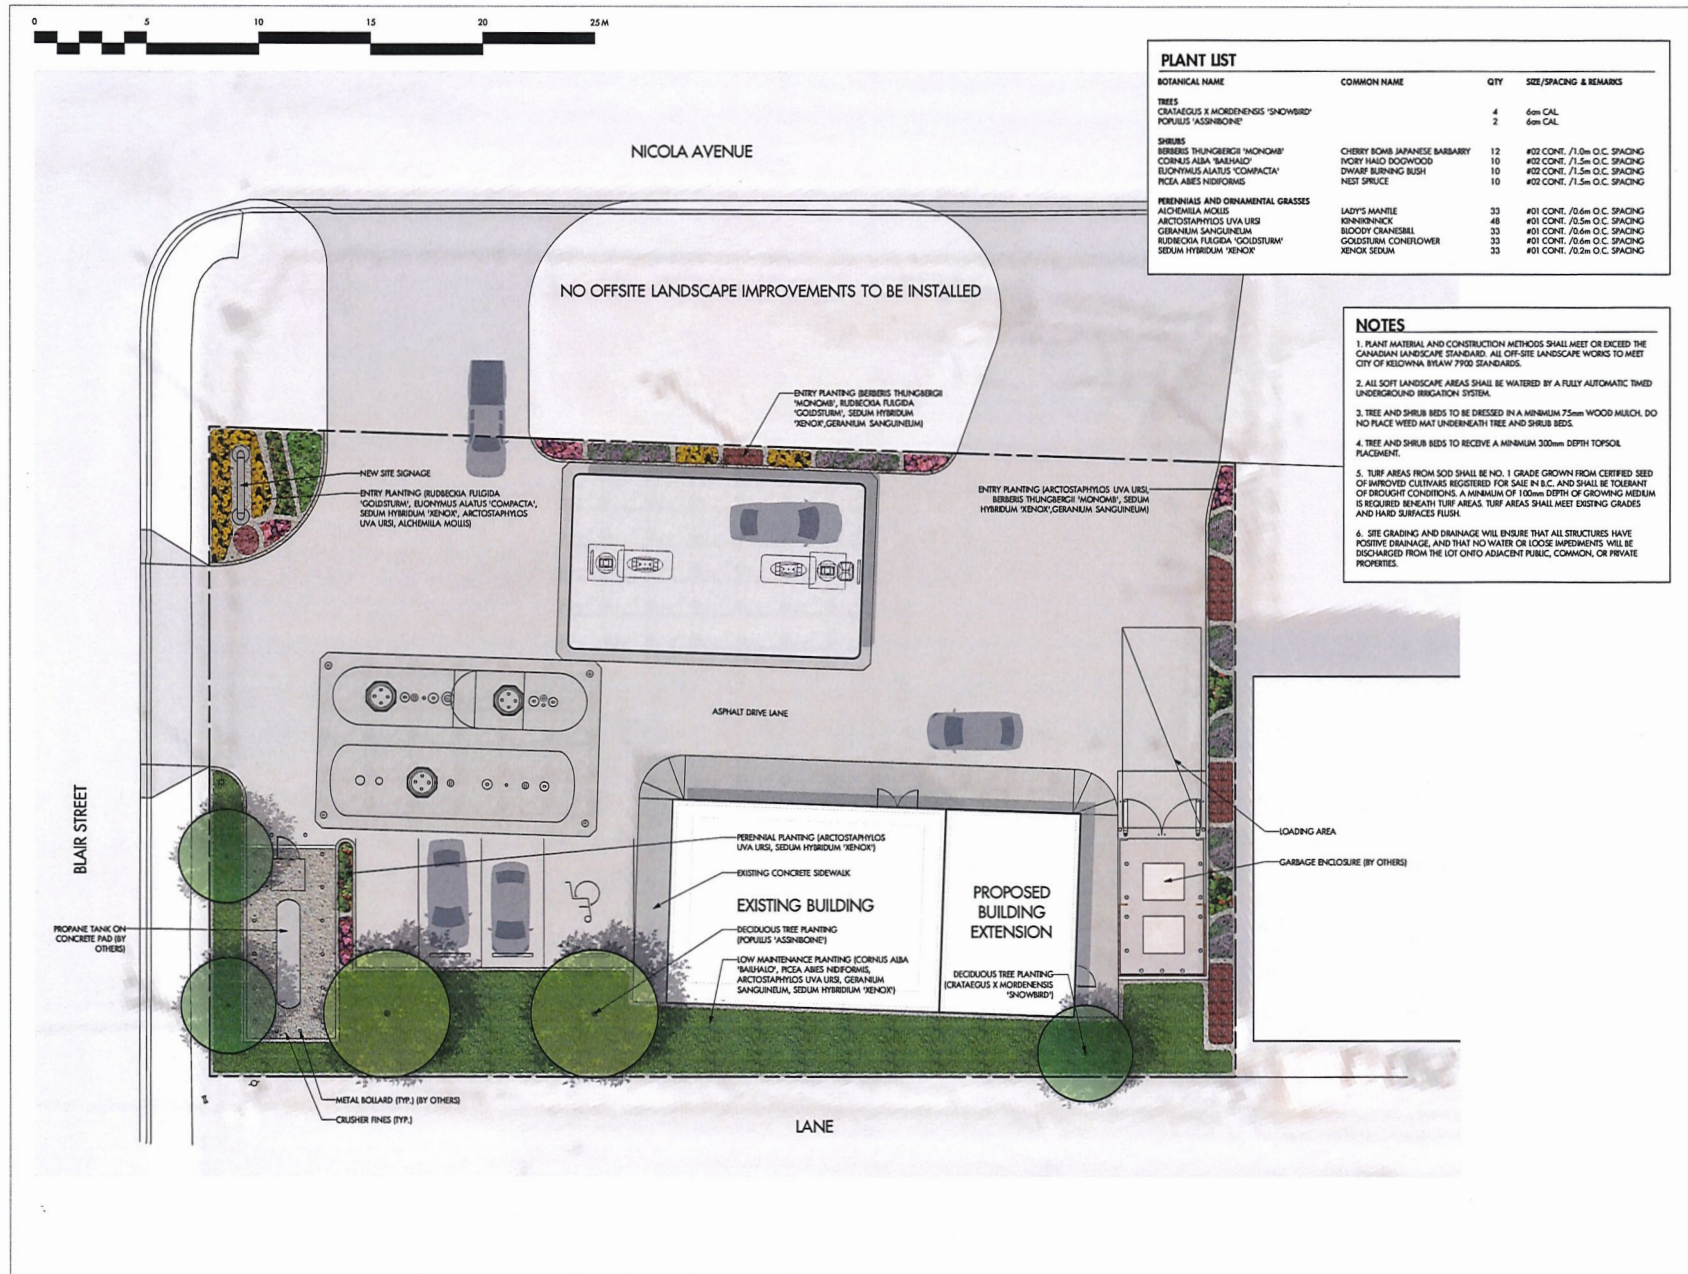 0 5 10 15 20 25 M
PLANT LIST
BOTANICAL NAME COMMON NAME QTY SIZE/SPACING & REMARKS
TREES
CRATAEGUS X MORDENENSIS 'SNOWBIRD' 4 6cm CAL
POPULUS 'ASSINIBOINE' 2 6cm CAL
SHRUBS
BERBERIS THUNGBERGII 'MONOMB' CHERRY BOMB JAPANESE BARBARRY 12 #02 CONT. /1.0m O.C. SPACING
CORNUS ALBA 'BAILHALO' IVORY HALO DOGWOOD 10 #02 CONT. /1.5m O.C. SPACING
EUONYMUS ALATUS 'COMPACTA' DWARF BURNING BUSH 10 #02 CONT. /1.5m O.C. SPACING
PICEA ABIES NIDIFORMIS NEST SPRUCE 10 #02 CONT. /1.5m O.C. SPACING
PERENNIALS AND ORNAMENTAL GRASSES
ALCHEMILLA MOLLIS LADY'S MANTLE 33 #01 CONT. /0.6m O.C. SPACING
ARCTOSTAPHYLOS UVA URSI KINNIKINNICK 48 #01 CONT. /0.5m O.C. SPACING
GERANIUM SANGUINEUM BLOODY CRANESBILL 33 #01 CONT. /0.6m O.C. SPACING
RUDBECKIA FULGIDA 'GOLDSTURM' GOLDSTURM CONEFLOWER 33 #01 CONT. /0.6m O.C. SPACING
SEDUM HYBRIDUM 'XENOX' XENOX SEDUM 33 #01 CONT. /0.2m O.C. SPACING
NOTES
1. PLANT MATERIAL AND CONSTRUCTION METHODS SHALL MEET OR EXCEED THE
CANADIAN LANDSCAPE STANDARD. ALL OFF-SITE LANDSCAPE WORKS TO MEET
CITY OF KELOWNA BYLAW 7900 STANDARDS.
2. ALL SOFT LANDSCAPE AREAS SHALL BE WATERED BY A FULLY AUTOMATIC TIMED
UNDERGROUND IRRIGATION SYSTEM.
3. TREE AND SHRUB BEDS TO BE DRESSED IN A MINIMUM 75mm WOOD MULCH. DO
NO PLACE WEED MAT UNDERNEATH TREE AND SHRUB BEDS.
4. TREE AND SHRUB BEDS TO RECEIVE A MINIMUM 300mm DEPTH TOPSOIL
PLACEMENT.
5. TURF AREAS FROM SOD SHALL BE NO. 1 GRADE GROWN FROM CERTIFIED SEED
OF IMPROVED CULTIVARS REGISTERED FOR SALE IN B.C. AND SHALL BE TOLERANT
OF DROUGHT CONDITIONS. A MINIMUM OF 100mm DEPTH OF GROWING MEDIUM
IS REQUIRED BENEATH TURF AREAS. TURF AREAS SHALL MEET EXISTING GRADES
AND HARD SURFACES FLUSH.
6. SITE GRADING AND DRAINAGE WILL ENSURE THAT ALL STRUCTURES HAVE
POSITIVE DRAINAGE, AND THAT NO WATER OR LOOSE IMPEDIMENTS WILL BE
DISCHARGED FROM THE LOT ONTO ADJACENT PUBLIC, COMMON, OR PRIVATE
PROPERTIES.
NICOLA AVENUE
NO OFFSITE LANDSCAPE IMPROVEMENTS TO BE INSTALLED
ENTRY PLANTING (BERBERIS THUNGBERGII
'MONOMB', RUDBECKIA FULGIDA
'GOLDSTURM', SEDUM HYBRIDUM
'XENOX',GERANIUM SANGUINEUM)
NEW SITE SIGNAGE
ENTRY PLANTING (RUDBECKIA FULGIDA
'GOLDSTURM', EUONYMUS ALATUS 'COMPACTA',
SEDUM HYBRIDUM 'XENOX', ARCTOSTAPHYLOS
UVA URSI, ALCHEMILLA MOLLIS)
ENTRY PLANTING (ARCTOSTAPHYLOS UVA URSI,
BERBERIS THUNGBERGII 'MONOMB', SEDUM
HYBRIDUM 'XENOX',GERANIUM SANGUINEUM)
ASPHALT DRIVE LANE
BLAIR STREET
PERENNIAL PLANTING (ARCTOSTAPHYLOS
UVA URSI, SEDUM HYBRIDUM 'XENOX')
EXISTING CONCRETE SIDEWALK
EXISTING BUILDING
PROPOSED
BUILDING
EXTENSION
LOADING AREA
GARBAGE ENCLOSURE (BY OTHERS)
DECIDUOUS TREE PLANTING
(POPULUS 'ASSINIBOINE')
LOW MAINTENANCE PLANTING (CORNUS ALBA
'BAILHALO', PICEA ABIES NIDIFORMIS,
ARCTOSTAPHYLOS UVA URSI, GERANIUM
SANGUINEUM, SEDUM HYBRIDIUM 'XENOX')
DECIDUOUS TREE PLANTING
(CRATAEGUS X MORDENENSIS
'SNOWBIRD')
PROPANE TANK ON
CONCRETE PAD (BY
OTHERS)
METAL BOLLARD (TYP.) (BY OTHERS)
CRUSHER FINES (TYP.)
LANE